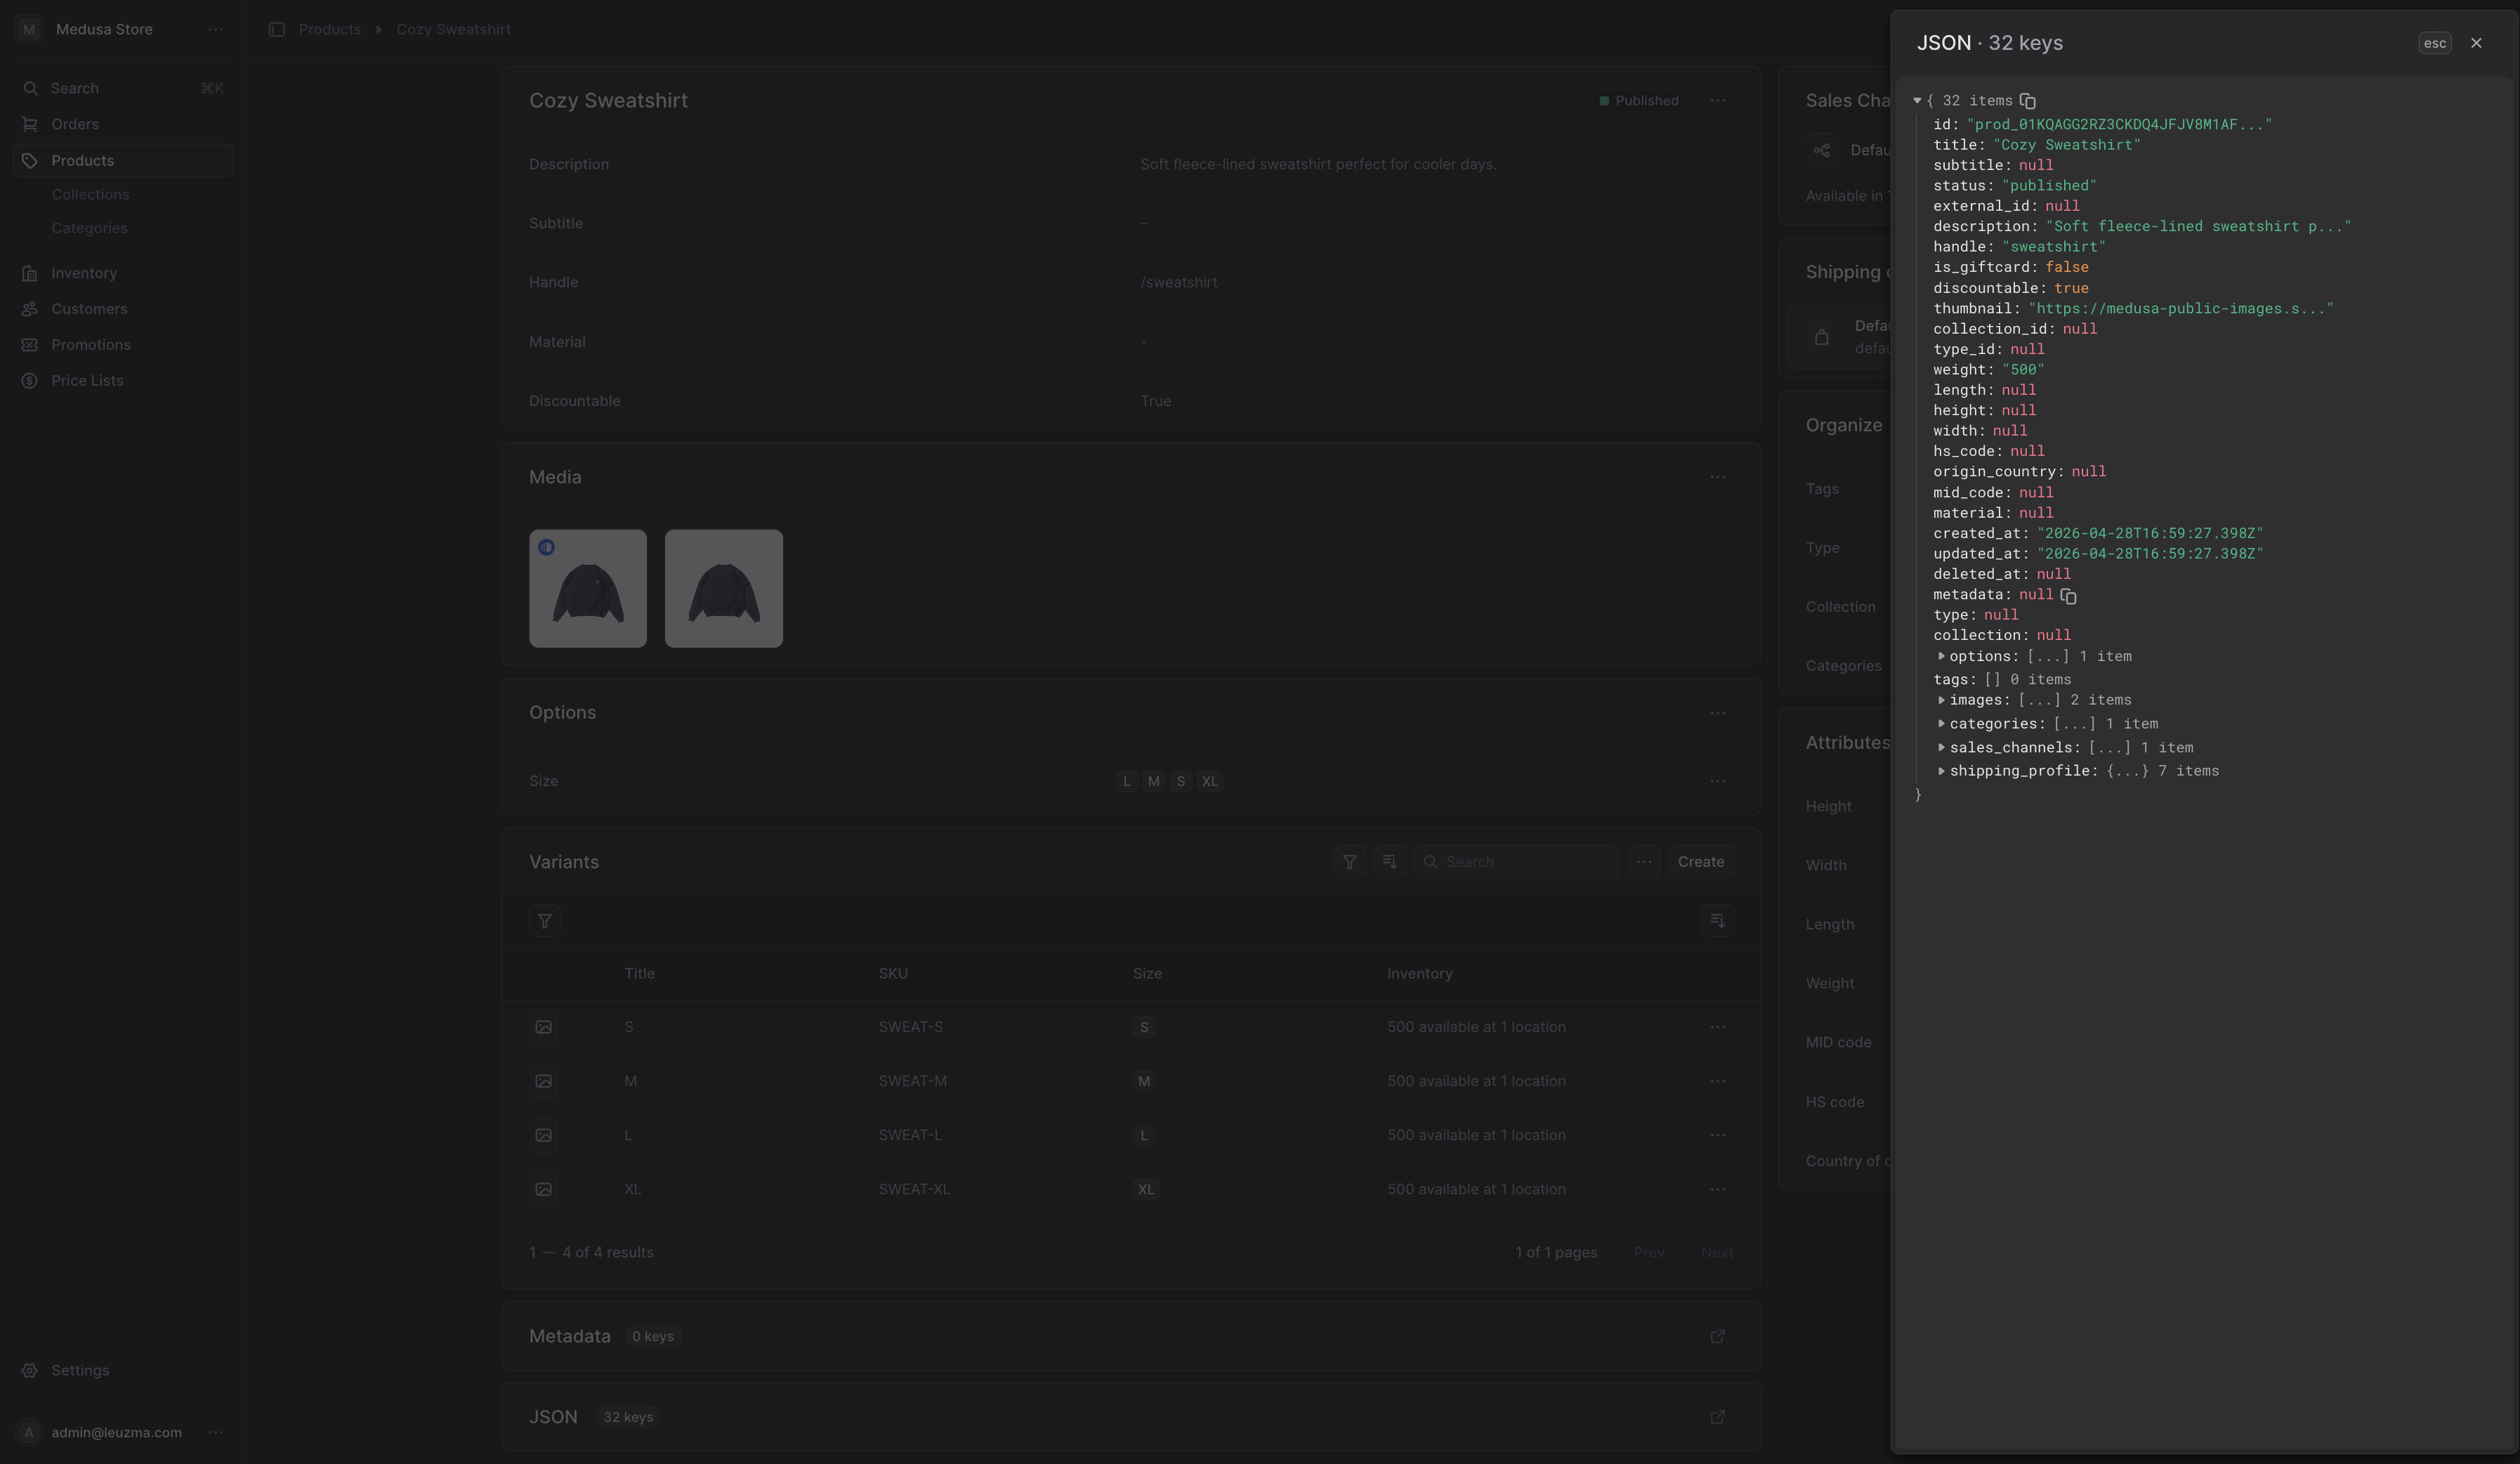 M Medusa Store
Search ⌘K
Orders
Products
Collections
Categories
Inventory
Customers
Promotions
Price Lists
Settings
A admin@leuzma.com
Products Cozy Sweatshirt
Cozy Sweatshirt Published
Description Soft fleece-lined sweatshirt perfect for cooler days.
Subtitle -
Handle /sweatshirt
Material -
Discountable True
Media
Options
Size L M S XL
Variants Search Create
Title SKU Size Inventory
S SWEAT-S S 500 available at 1 location
M SWEAT-M M 500 available at 1 location
L SWEAT-L L 500 available at 1 location
XL SWEAT-XL XL 500 available at 1 location
1 — 4 of 4 results 1 of 1 pages Prev Next
Metadata 0 keys
JSON 32 keys
Sales Cha
Defau
Available in
Shipping
Defau
defau
Organize
Tags
Type
Collection
Categories
Attributes
Height
Width
Length
Weight
MID code
HS code
Country of o
JSON · 32 keys esc
{ 32 items
id: "prod_01KQAGG2RZ3CKDQ4JFJV8M1AF..."
title: "Cozy Sweatshirt"
subtitle: null
status: "published"
external_id: null
description: "Soft fleece-lined sweatshirt p..."
handle: "sweatshirt"
is_giftcard: false
discountable: true
thumbnail: "https://medusa-public-images.s..."
collection_id: null
type_id: null
weight: "500"
length: null
height: null
width: null
hs_code: null
origin_country: null
mid_code: null
material: null
created_at: "2026-04-28T16:59:27.398Z"
updated_at: "2026-04-28T16:59:27.398Z"
deleted_at: null
metadata: null
type: null
collection: null
options: [...] 1 item
tags: [] 0 items
images: [...] 2 items
categories: [...] 1 item
sales_channels: [...] 1 item
shipping_profile: {...} 7 items
}